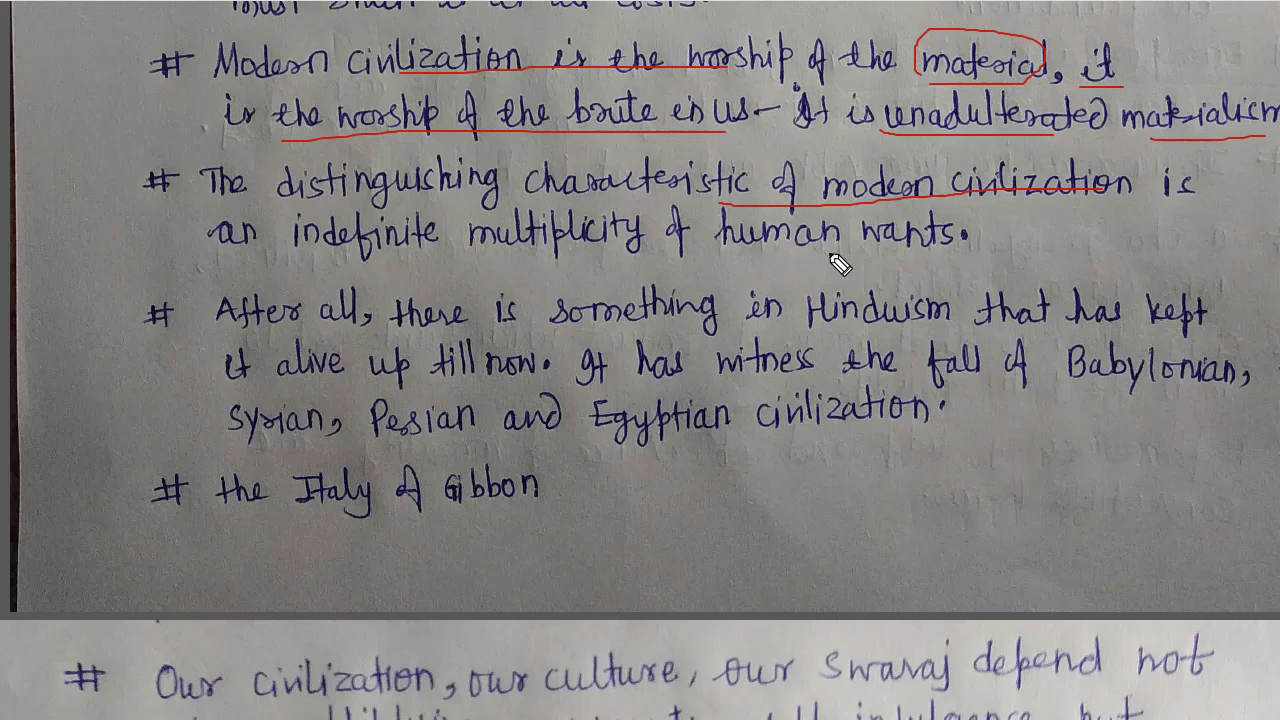 # Modern civilization is the worship of the material, it
is the worship of the brute in us - It is unadulterated materialism
# The distinguishing characteristic of modern civilization is
an indefinite multiplicity of human wants.
# After all, there is something in Hinduism that has kept
it alive up till now. It has witness the fall of Babylonian,
Syrian, Persian and Egyptian civilization.
# the Italy of Gibbon
# Our civilization, our culture, our Swaraj depend not
indulgence but